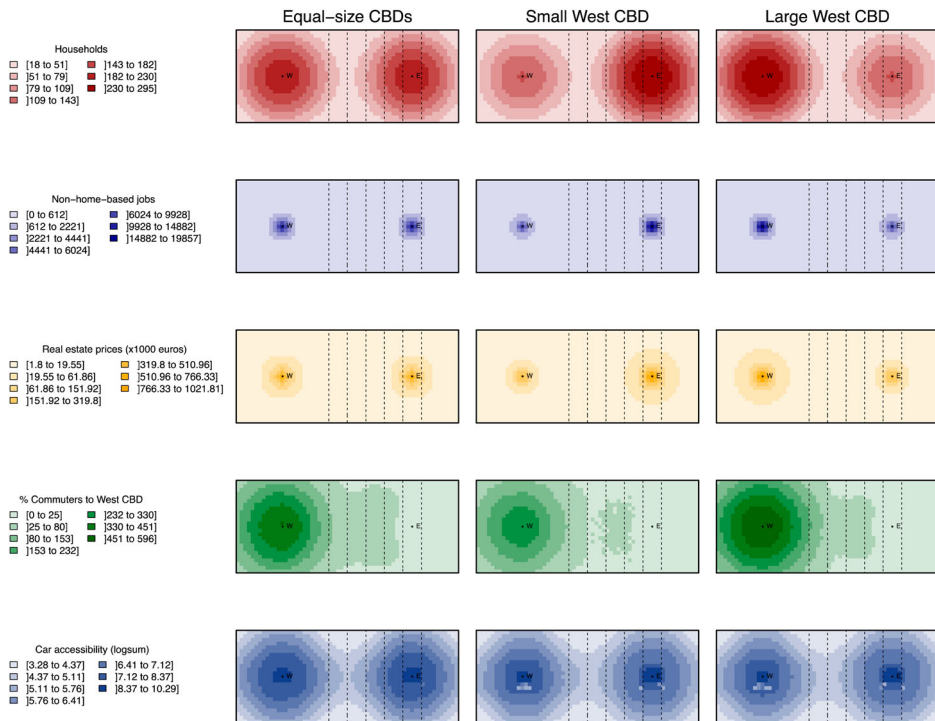 Equal-size CBDs Small West CBD Large West CBD
Households
[18 to 51] ]143 to 182]
]51 to 79] ]182 to 230]
]79 to 109] ]230 to 295]
]109 to 143]
W E W E W E
Non-home-based jobs
[0 to 612] ]6024 to 9928]
]612 to 2221] ]9928 to 14882]
]2221 to 4441] ]14882 to 19857]
]4441 to 6024]
W E W E W E
Real estate prices (x1000 euros)
[1.8 to 19.55] ]319.8 to 510.96]
]19.55 to 61.86] ]510.96 to 766.33]
]61.86 to 151.92] ]766.33 to 1021.81]
]151.92 to 319.8]
W E W E W E
% Commuters to West CBD
[0 to 25] ]232 to 330]
]25 to 80] ]330 to 451]
]80 to 153] ]451 to 596]
]153 to 232]
W E W E W E
Car accessibility (logsum)
[3.28 to 4.37] ]6.41 to 7.12]
]4.37 to 5.11] ]7.12 to 8.37]
]5.11 to 5.76] ]8.37 to 10.29]
]5.76 to 6.41]
W E W E W E